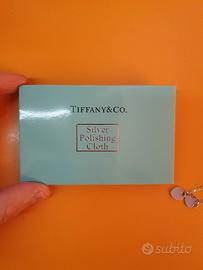 TIFFANY&CO.
Silver
Polishing
Cloth
subito